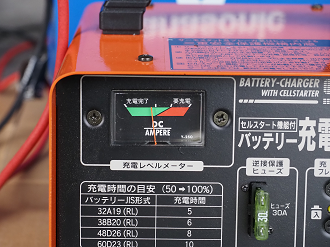 Panasonic
BATTERY-CHARGER
WITH CELLSTARTER
充電完了 要充電
DC
AMPERE
セルスタート機能付
バッテリー充
充電レベルメーター
逆接保護
ヒューズ
充電時間の目安 (50→100%)
バッテリーJIS形式 充電時間
32A19 (RL) 5
38B20 (RL) 6
48D26 (RL) 8
60D23 (RL) 10
ヒューズ
30A
入